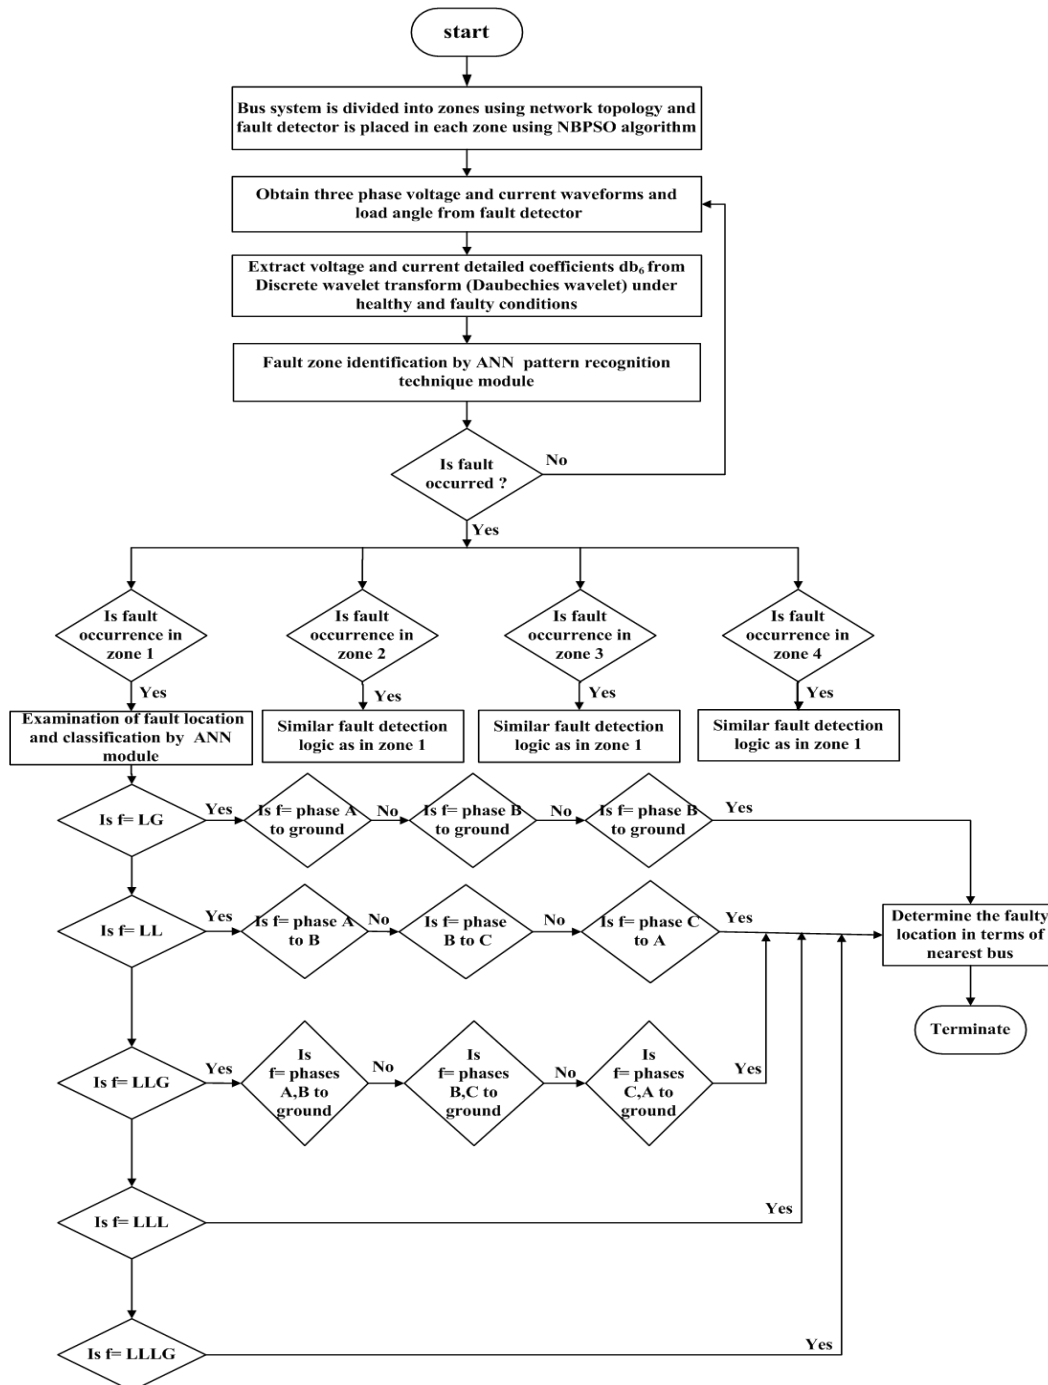 start
Bus system is divided into zones using network topology and
fault detector is placed in each zone using NBPSO algorithm
Obtain three phase voltage and current waveforms and
load angle from fault detector
Extract voltage and current detailed coefficients db₆ from
Discrete wavelet transform (Daubechies wavelet) under
healthy and faulty conditions
Fault zone identification by ANN pattern recognition
technique module
Is fault
occurred ?
No
Yes
Is fault
occurrence in
zone 1
Is fault
occurrence in
zone 2
Is fault
occurrence in
zone 3
Is fault
occurrence in
zone 4
Yes
Yes
Yes
Yes
Examination of fault location
and classification by ANN
module
Similar fault detection
logic as in zone 1
Similar fault detection
logic as in zone 1
Similar fault detection
logic as in zone 1
Is f= LG
Yes
Is f= phase A
to ground
No
Is f= phase B
to ground
No
Is f= phase B
to ground
Yes
Is f= LL
Yes
Is f= phase A
to B
No
Is f= phase
B to C
No
Is f= phase C
to A
Yes
Determine the faulty
location in terms of
nearest bus
Terminate
Is f= LLG
Yes
Is
f= phases
A,B to
ground
No
Is
f= phases
B,C to
ground
No
Is
f= phases
C,A to
ground
Yes
Is f= LLL
Yes
Is f= LLLG
Yes